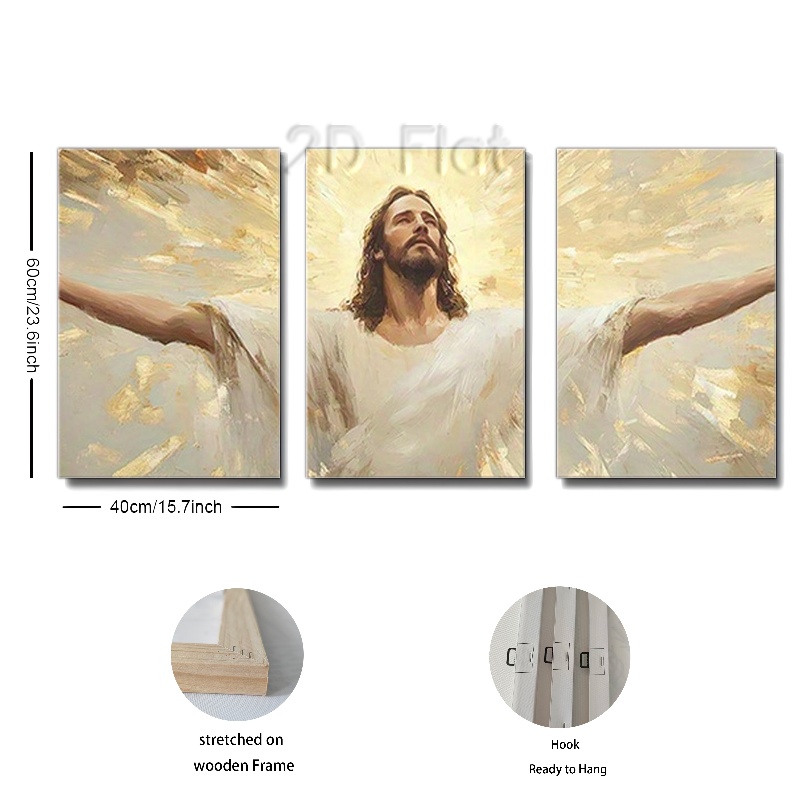 2D Flat
60cm/23.6inch
40cm/15.7inch
stretched on
wooden Frame
Hook
Ready to Hang